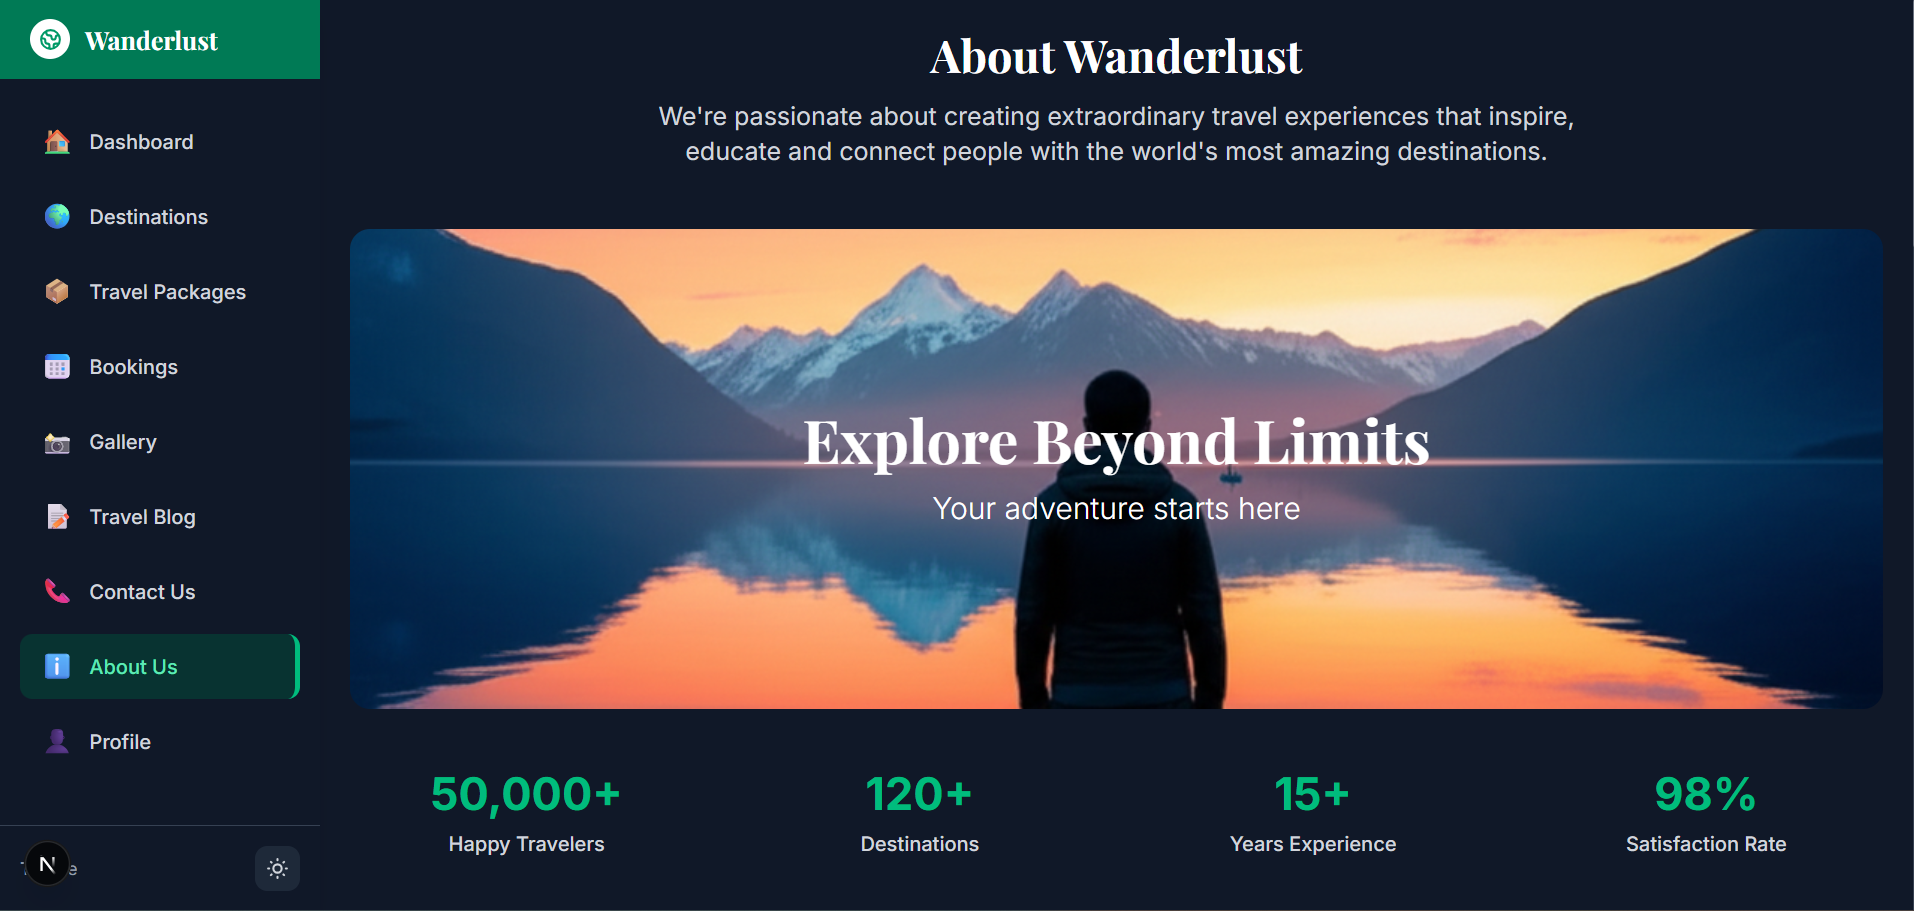 Wanderlust
Dashboard
Destinations
Travel Packages
Bookings
Gallery
Travel Blog
Contact Us
About Us
Profile
N
About Wanderlust
We're passionate about creating extraordinary travel experiences that inspire,
educate and connect people with the world's most amazing destinations.
Explore Beyond Limits
Your adventure starts here
50,000+
Happy Travelers
120+
Destinations
15+
Years Experience
98%
Satisfaction Rate